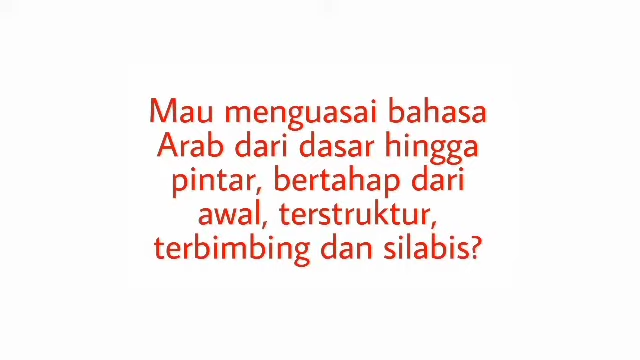 Mau menguasai bahasa
Arab dari dasar hingga
pintar, bertahap dari
awal, terstruktur,
terbimbing dan silabis?